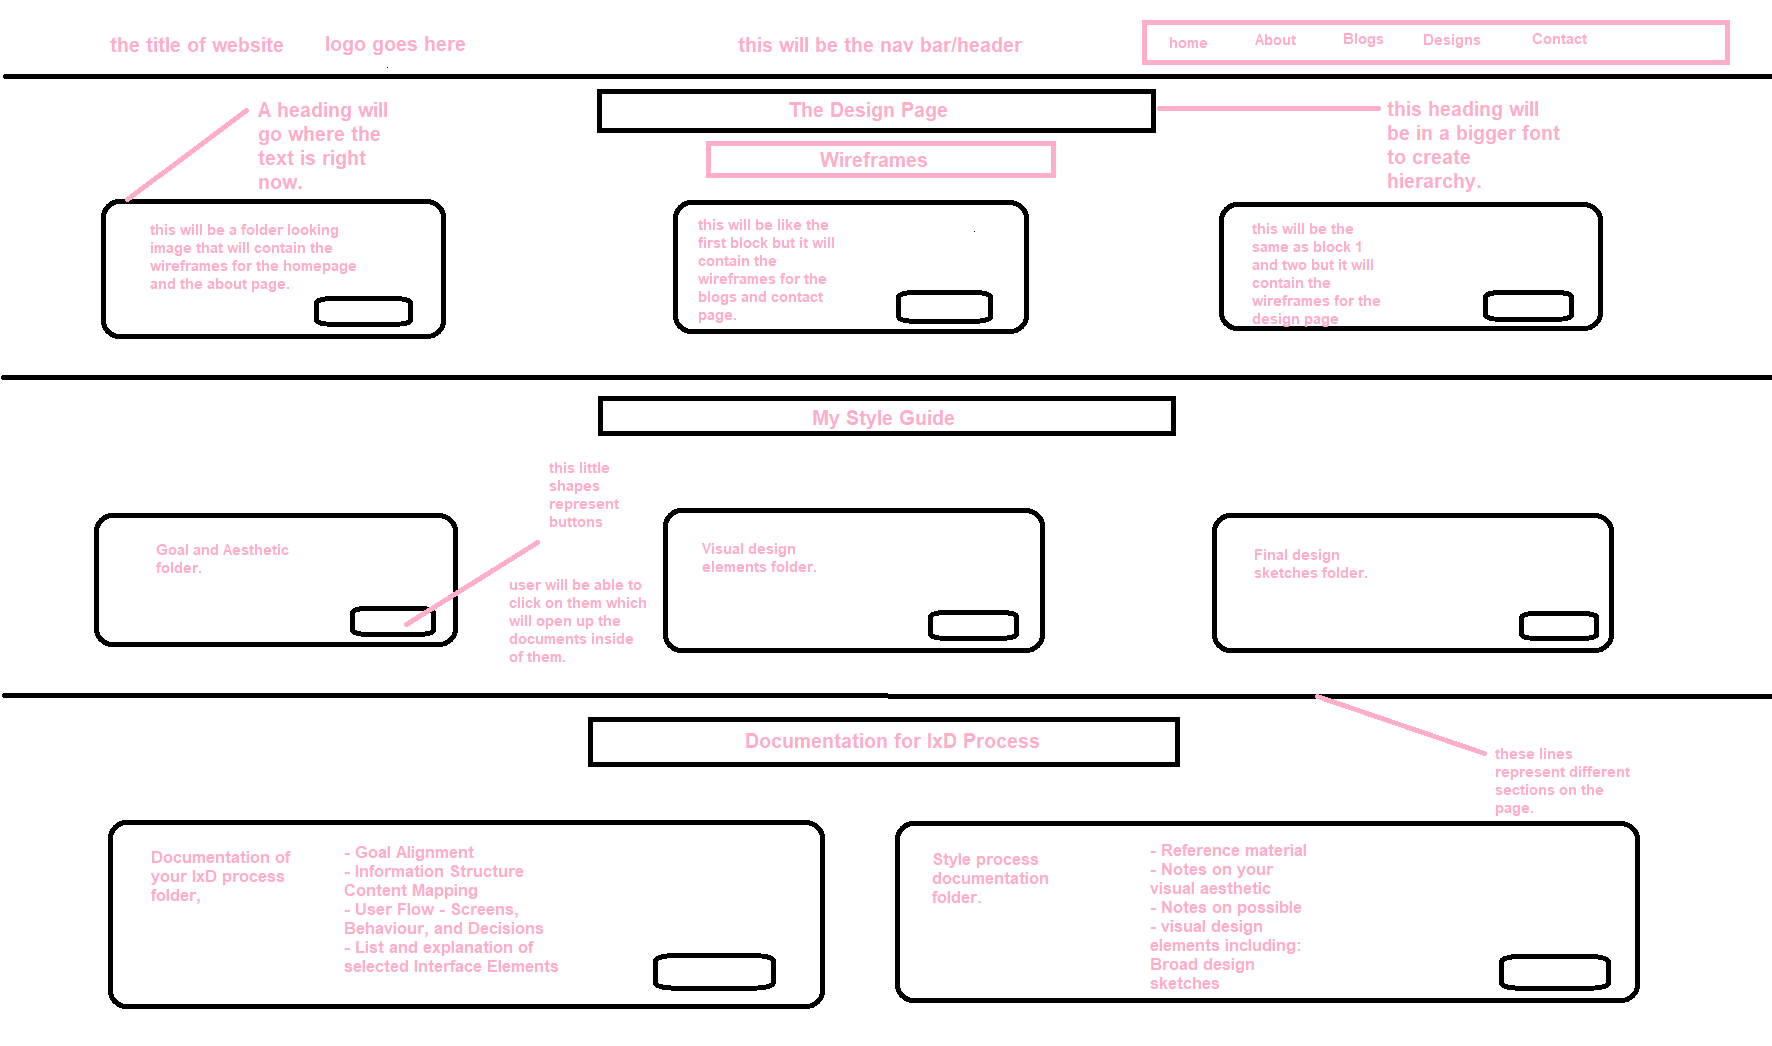 the title of website
logo goes here
this will be the nav bar/header
home
About
Blogs
Designs
Contact
A heading will
go where the
text is right
now.
The Design Page
this heading will
be in a bigger font
to create
hierarchy.
Wireframes
this will be a folder looking
image that will contain the
wireframes for the homepage
and the about page.
this will be like the
first block but it will
contain the
wireframes for the
blogs and contact
page.
this will be the
same as block 1
and two but it will
contain the
wireframes for the
design page
My Style Guide
this little
shapes
represent
buttons
Goal and Aesthetic
folder.
user will be able to
click on them which
will open up the
documents inside
of them.
Visual design
elements folder.
Final design
sketches folder.
Documentation for IxD Process
these lines
represent different
sections on the
page.
Documentation of
your IxD process
folder,
- Goal Alignment
- Information Structure
Content Mapping
- User Flow - Screens,
Behaviour, and Decisions
- List and explanation of
selected Interface Elements
Style process
documentation
folder.
- Reference material
- Notes on your
visual aesthetic
- Notes on possible
- visual design
elements including:
Broad design
sketches